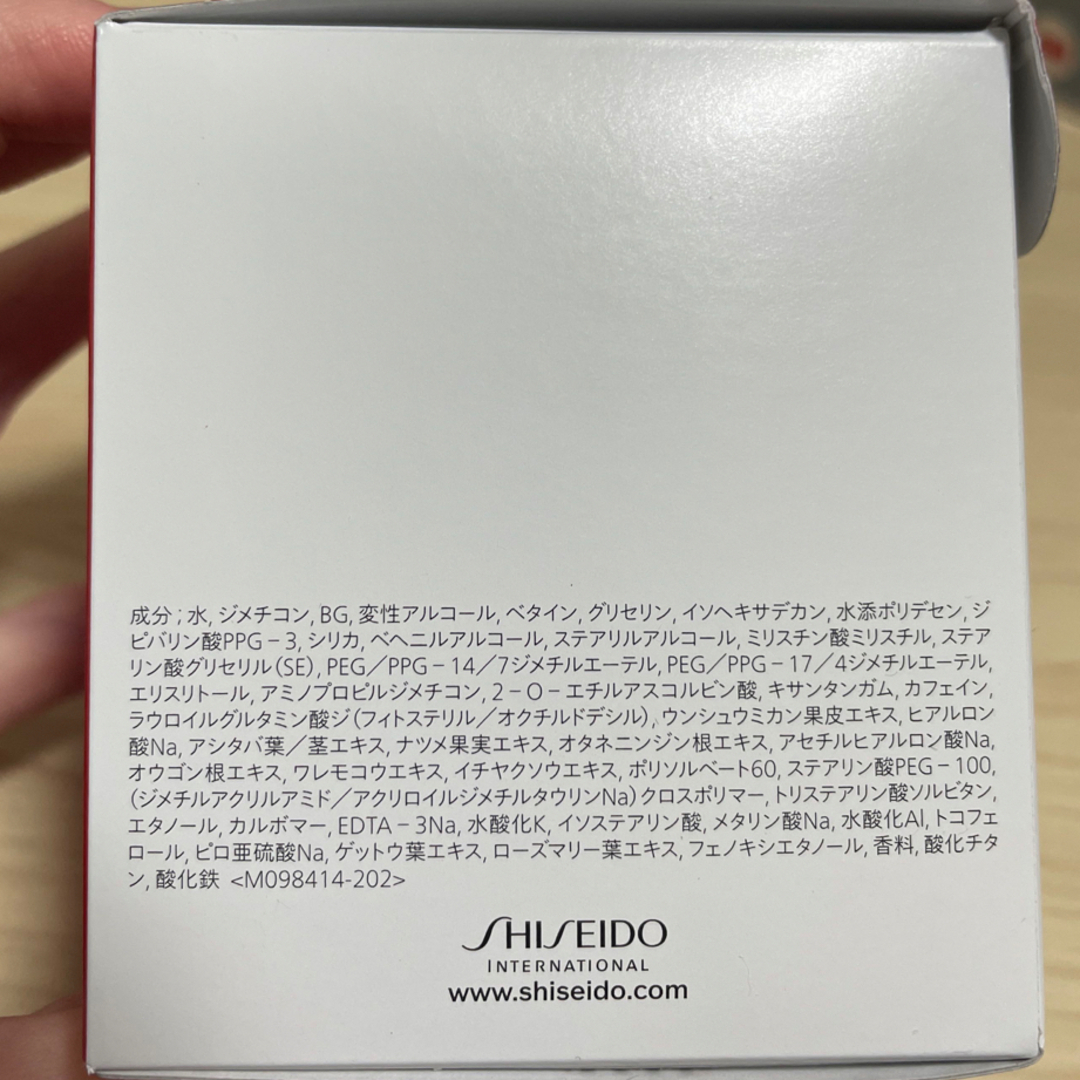 成分 ; 水, ジメチコン, BG, 変性アルコール, ベタイン, グリセリン, イソヘキサデカン, 水添ポリデセン, ジ
ピバリン酸PPG－3, シリカ, ベヘニルアルコール, ステアリルアルコール, ミリスチン酸ミリスチル, ステア
リン酸グリセリル(SE), PEG／PPG－14／7ジメチルエーテル, PEG／PPG－17／4ジメチルエーテル,
エリスリトール, アミノプロピルジメチコン, 2－O－エチルアスコルビン酸, キサンタンガム, カフェイン,
ラウロイルグルタミン酸ジ(フィトステリル／オクチルドデシル), ウンシュウミカン果皮エキス, ヒアルロン
酸Na, アシタバ葉／茎エキス, ナツメ果実エキス, オタネニンジン根エキス, アセチルヒアルロン酸Na,
オウゴン根エキス, ワレモコウエキス, イチヤクソウエキス, ポリソルベート60, ステアリン酸PEG－100,
(ジメチルアクリルアミド／アクリロイルジメチルタウリンNa)クロスポリマー, トリステアリン酸ソルビタン,
エタノール, カルボマー, EDTA－3Na, 水酸化K, イソステアリン酸, メタリン酸Na, 水酸化Al, トコフェ
ロール, ピロ亜硫酸Na, ゲットウ葉エキス, ローズマリー葉エキス, フェノキシエタノール, 香料, 酸化チタ
ン, 酸化鉄 <M098414-202>
SHISEIDO
INTERNATIONAL
www.shiseido.com